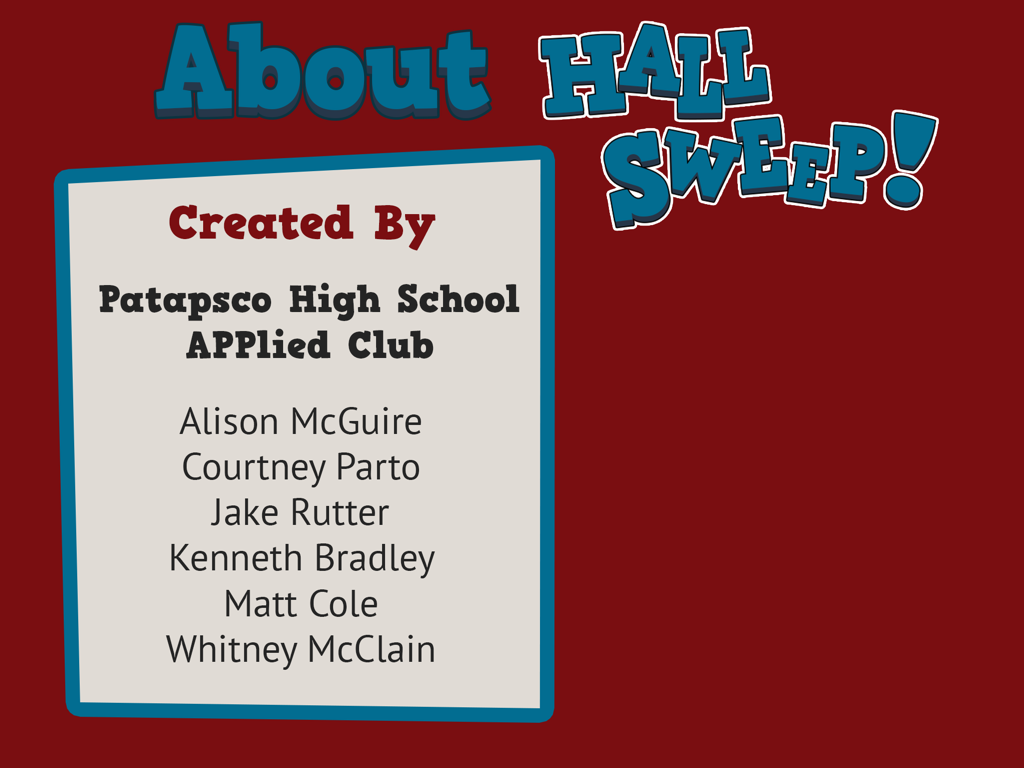 About HALL
SWEEP!
Created By
Patapsco High School
APPlied Club
Alison McGuire
Courtney Parto
Jake Rutter
Kenneth Bradley
Matt Cole
Whitney McClain